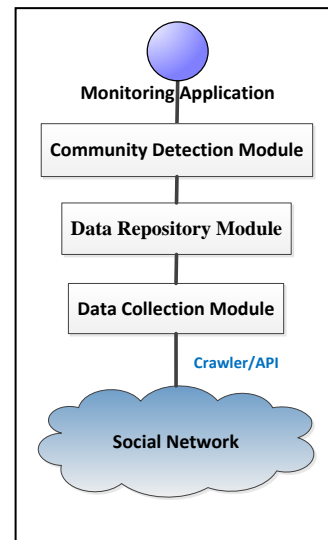 Monitoring Application
Community Detection Module
Data Repository Module
Data Collection Module
Crawler/API
Social Network